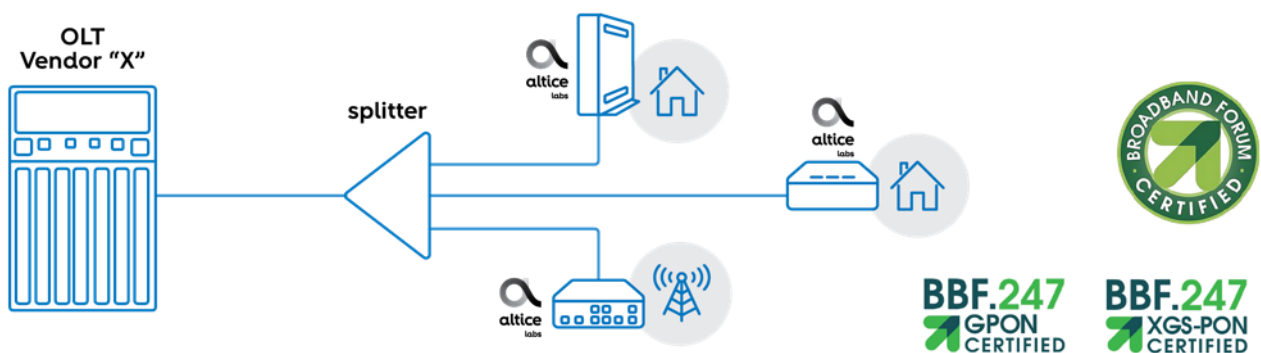 OLT
Vendor "X"
splitter
altice
labs
altice
labs
altice
labs
BROADBAND FORUM
CERTIFIED
BBF.247
GPON
CERTIFIED
BBF.247
XGS-PON
CERTIFIED